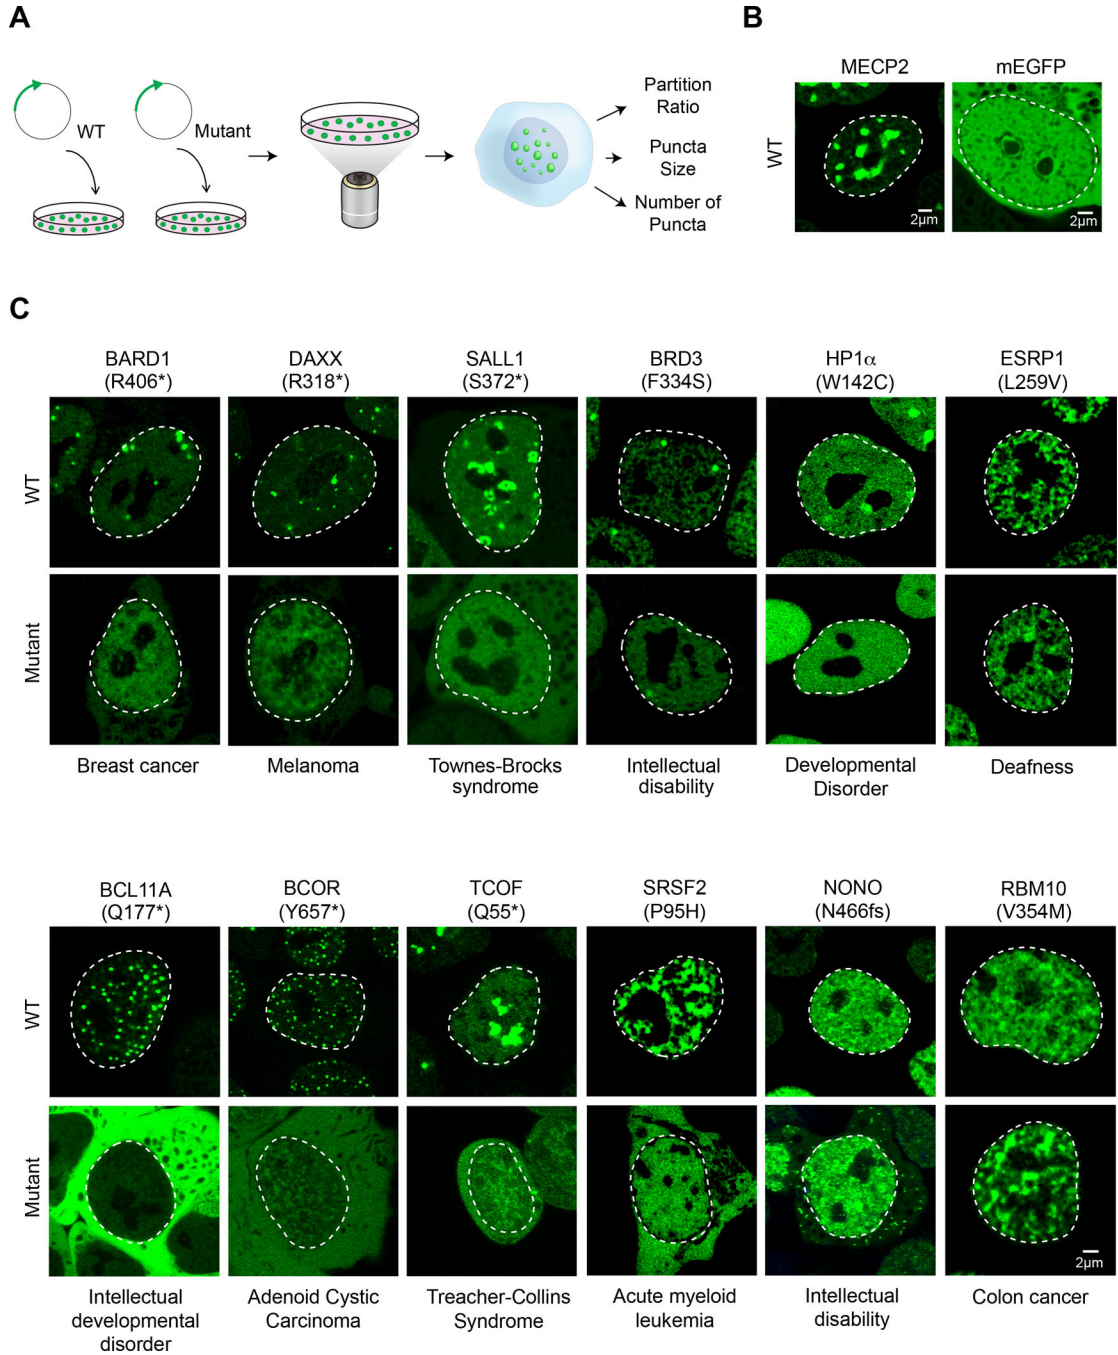 A
WT
Mutant
Partition
Ratio
Puncta
Size
Number of
Puncta
B
MECP2
mEGFP
WT
2µm
2µm
C
BARD1
(R406*)
DAXX
(R318*)
SALL1
(S372*)
BRD3
(F334S)
HP1α
(W142C)
ESRP1
(L259V)
WT
Mutant
Breast cancer
Melanoma
Townes-Brocks
syndrome
Intellectual
disability
Developmental
Disorder
Deafness
BCL11A
(Q177*)
BCOR
(Y657*)
TCOF
(Q55*)
SRSF2
(P95H)
NONO
(N466fs)
RBM10
(V354M)
WT
Mutant
2µm
Intellectual
developmental
disorder
Adenoid Cystic
Carcinoma
Treacher-Collins
Syndrome
Acute myeloid
leukemia
Intellectual
disability
Colon cancer